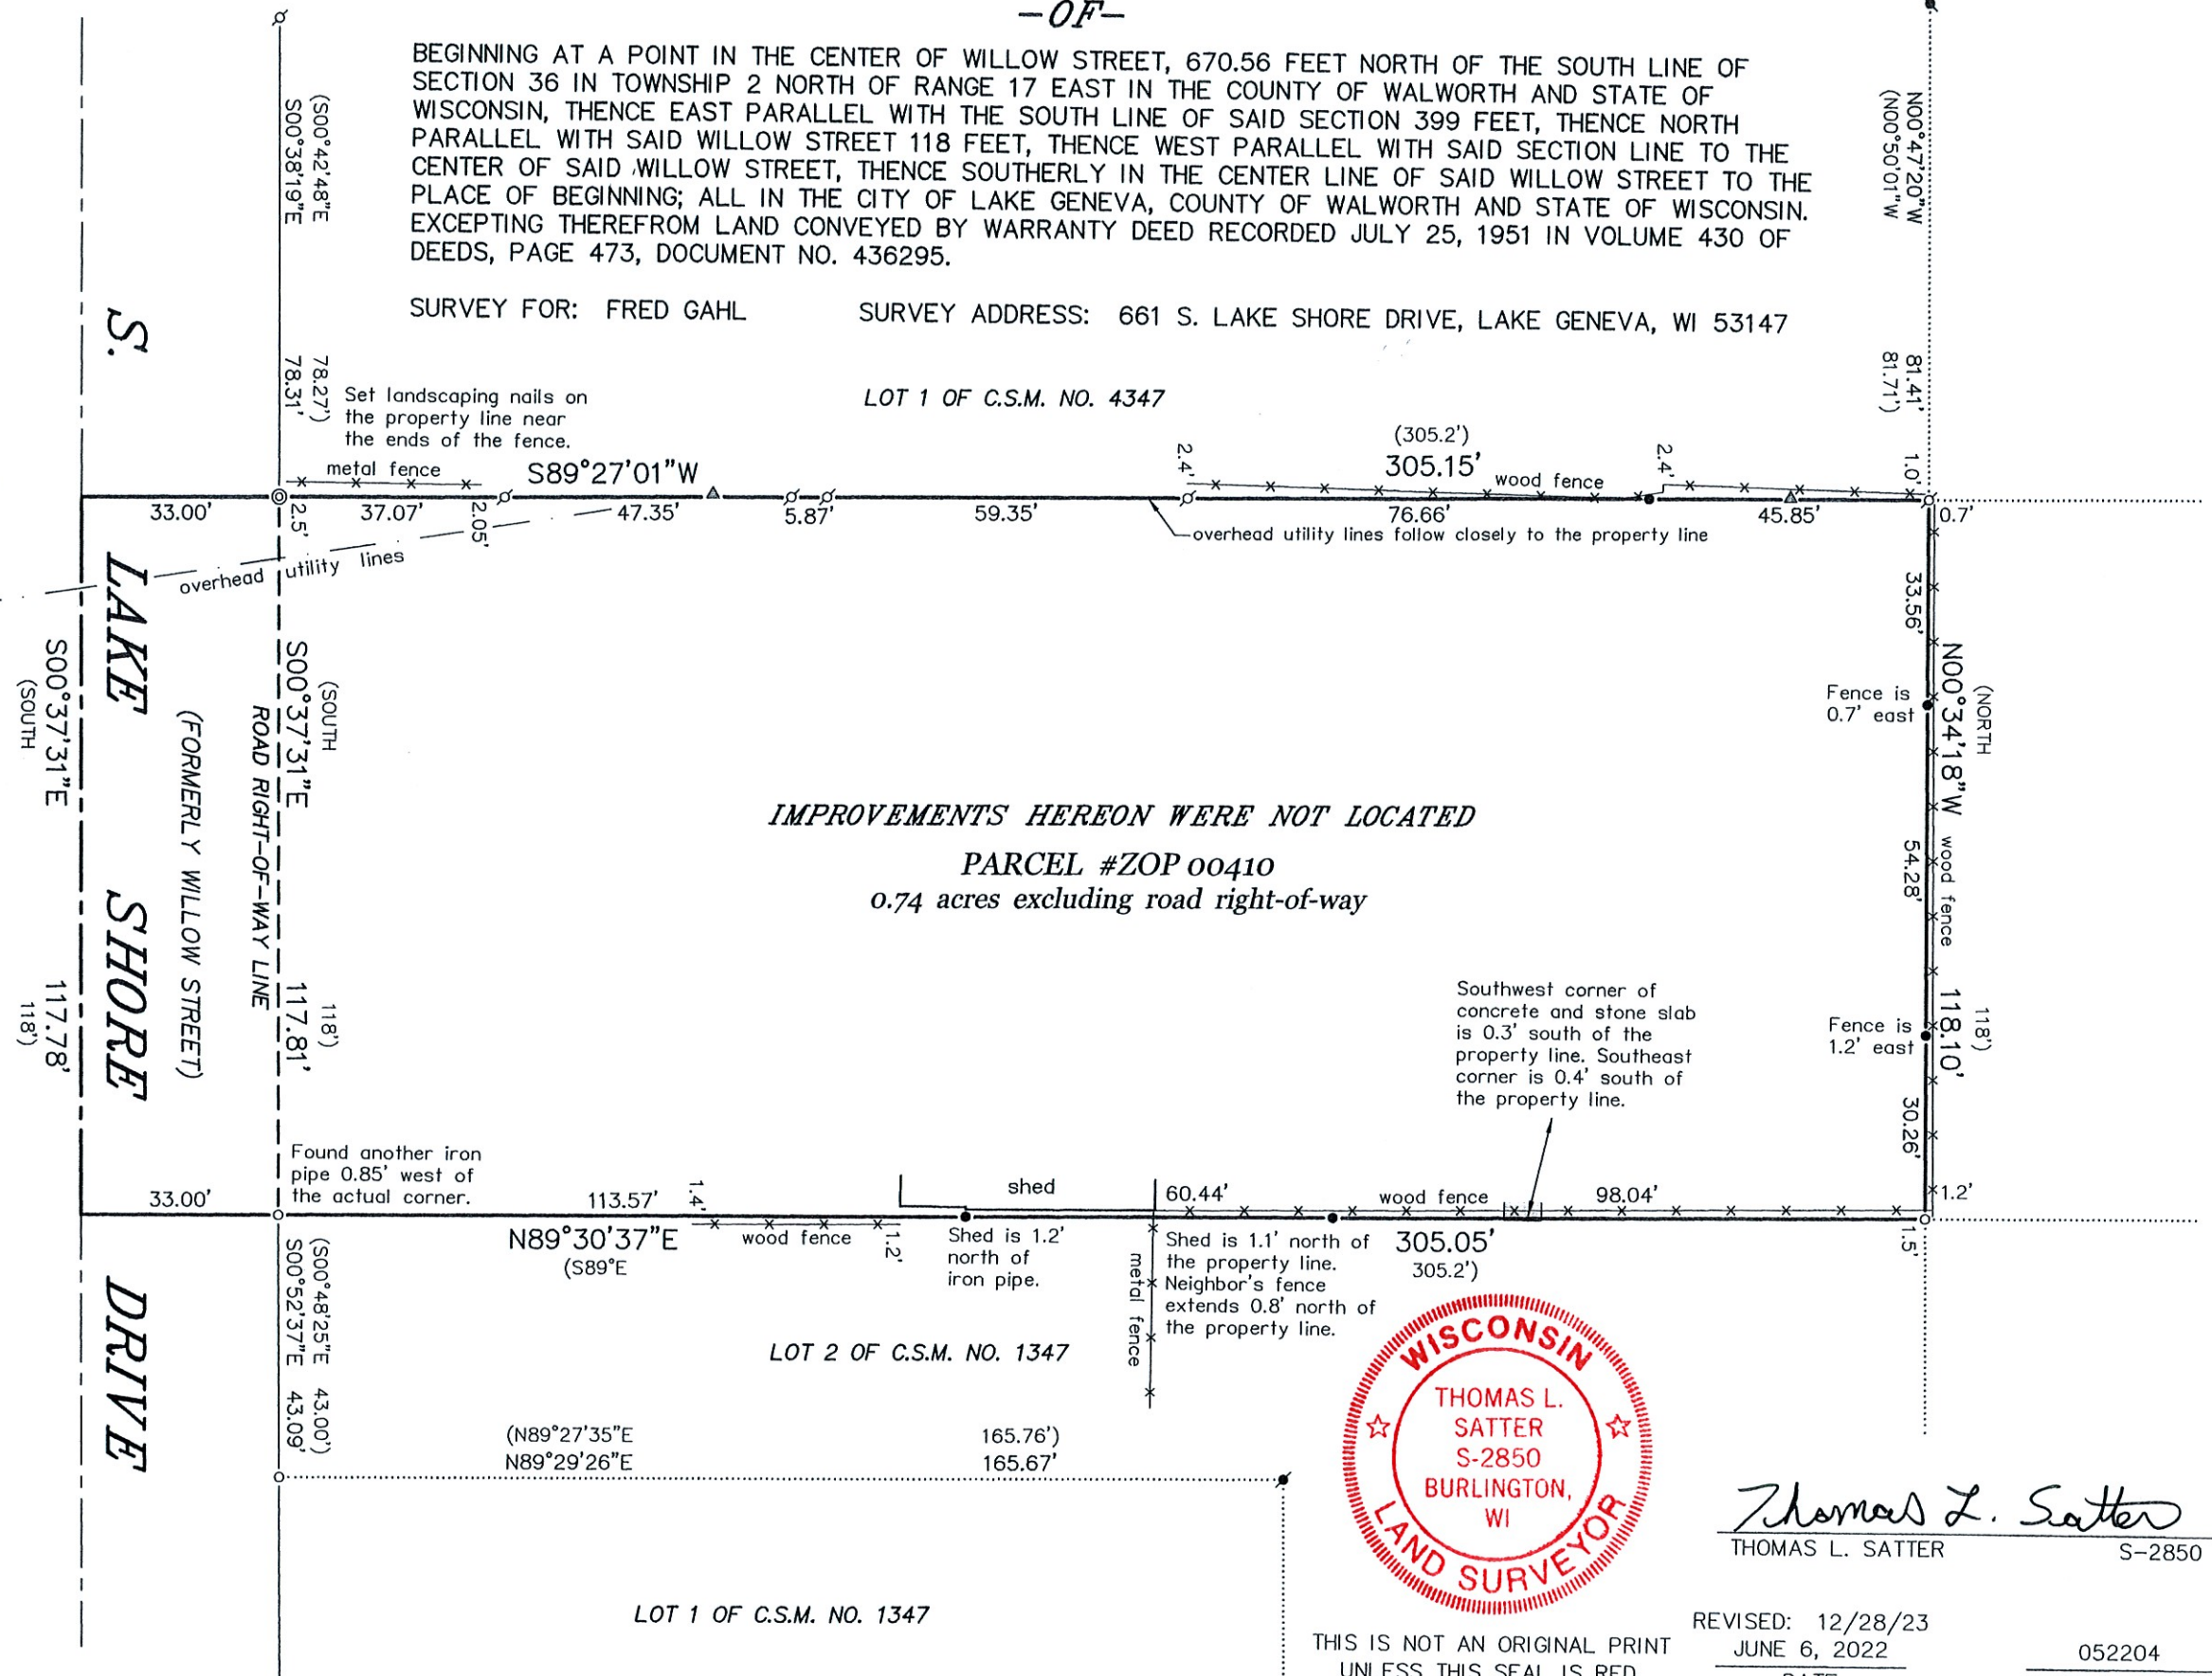 -OF-
BEGINNING AT A POINT IN THE CENTER OF WILLOW STREET, 670.56 FEET NORTH OF THE SOUTH LINE OF
SECTION 36 IN TOWNSHIP 2 NORTH OF RANGE 17 EAST IN THE COUNTY OF WALWORTH AND STATE OF
WISCONSIN, THENCE EAST PARALLEL WITH THE SOUTH LINE OF SAID SECTION 399 FEET, THENCE NORTH
PARALLEL WITH SAID WILLOW STREET 118 FEET, THENCE WEST PARALLEL WITH SAID SECTION LINE TO THE
CENTER OF SAID WILLOW STREET, THENCE SOUTHERLY IN THE CENTER LINE OF SAID WILLOW STREET TO THE
PLACE OF BEGINNING; ALL IN THE CITY OF LAKE GENEVA, COUNTY OF WALWORTH AND STATE OF WISCONSIN.
EXCEPTING THEREFROM LAND CONVEYED BY WARRANTY DEED RECORDED JULY 25, 1951 IN VOLUME 430 OF
DEEDS, PAGE 473, DOCUMENT NO. 436295.
SURVEY FOR: FRED GAHL
SURVEY ADDRESS: 661 S. LAKE SHORE DRIVE, LAKE GENEVA, WI 53147
(S00°42'48"E 78.27')
S00°38'19"E 78.31'
N00°47'20"W 81.41'
(N00°50'01"W 81.71')
Set landscaping nails on
the property line near
the ends of the fence.
LOT 1 OF C.S.M. NO. 4347
metal fence
S89°27'01"W
(305.2')
305.15'
2.4'
wood fence
2.4'
1.0'
33.00'
2.5'
37.07'
2.05'
47.35'
5.87'
59.35'
76.66'
45.85'
0.7'
overhead utility lines
overhead utility lines follow closely to the property line
S. LAKE SHORE DRIVE
(FORMERLY WILLOW STREET)
ROAD RIGHT-OF-WAY LINE
S00°37'31"E 117.78'
(SOUTH 118')
S00°37'31"E 117.81'
(SOUTH 118')
33.56'
Fence is
0.7' east
N00°34'18"W 118.10'
(NORTH 118')
wood fence
54.28'
Fence is
1.2' east
30.26'
1.2'
IMPROVEMENTS HEREON WERE NOT LOCATED
PARCEL #ZOP 00410
0.74 acres excluding road right-of-way
Southwest corner of
concrete and stone slab
is 0.3' south of the
property line. Southeast
corner is 0.4' south of
the property line.
Found another iron
pipe 0.85' west of
the actual corner.
33.00'
113.57'
1.4'
shed
60.44'
wood fence
98.04'
1.5'
N89°30'37"E
(S89°E
wood fence
1.2'
Shed is 1.2'
north of
iron pipe.
metal fence
Shed is 1.1' north of
the property line.
Neighbor's fence
extends 0.8' north of
the property line.
305.05'
305.2')
(S00°48'25"E 43.00')
S00°52'37"E 43.09'
LOT 2 OF C.S.M. NO. 1347
(N89°27'35"E 165.76')
N89°29'26"E 165.67'
LOT 1 OF C.S.M. NO. 1347
WISCONSIN
THOMAS L.
SATTER
S-2850
BURLINGTON,
WI
LAND SURVEYOR
Thomas L. Satter
THOMAS L. SATTER S-2850
THIS IS NOT AN ORIGINAL PRINT
UNLESS THIS SEAL IS RED
REVISED: 12/28/23
JUNE 6, 2022
DATE
052204